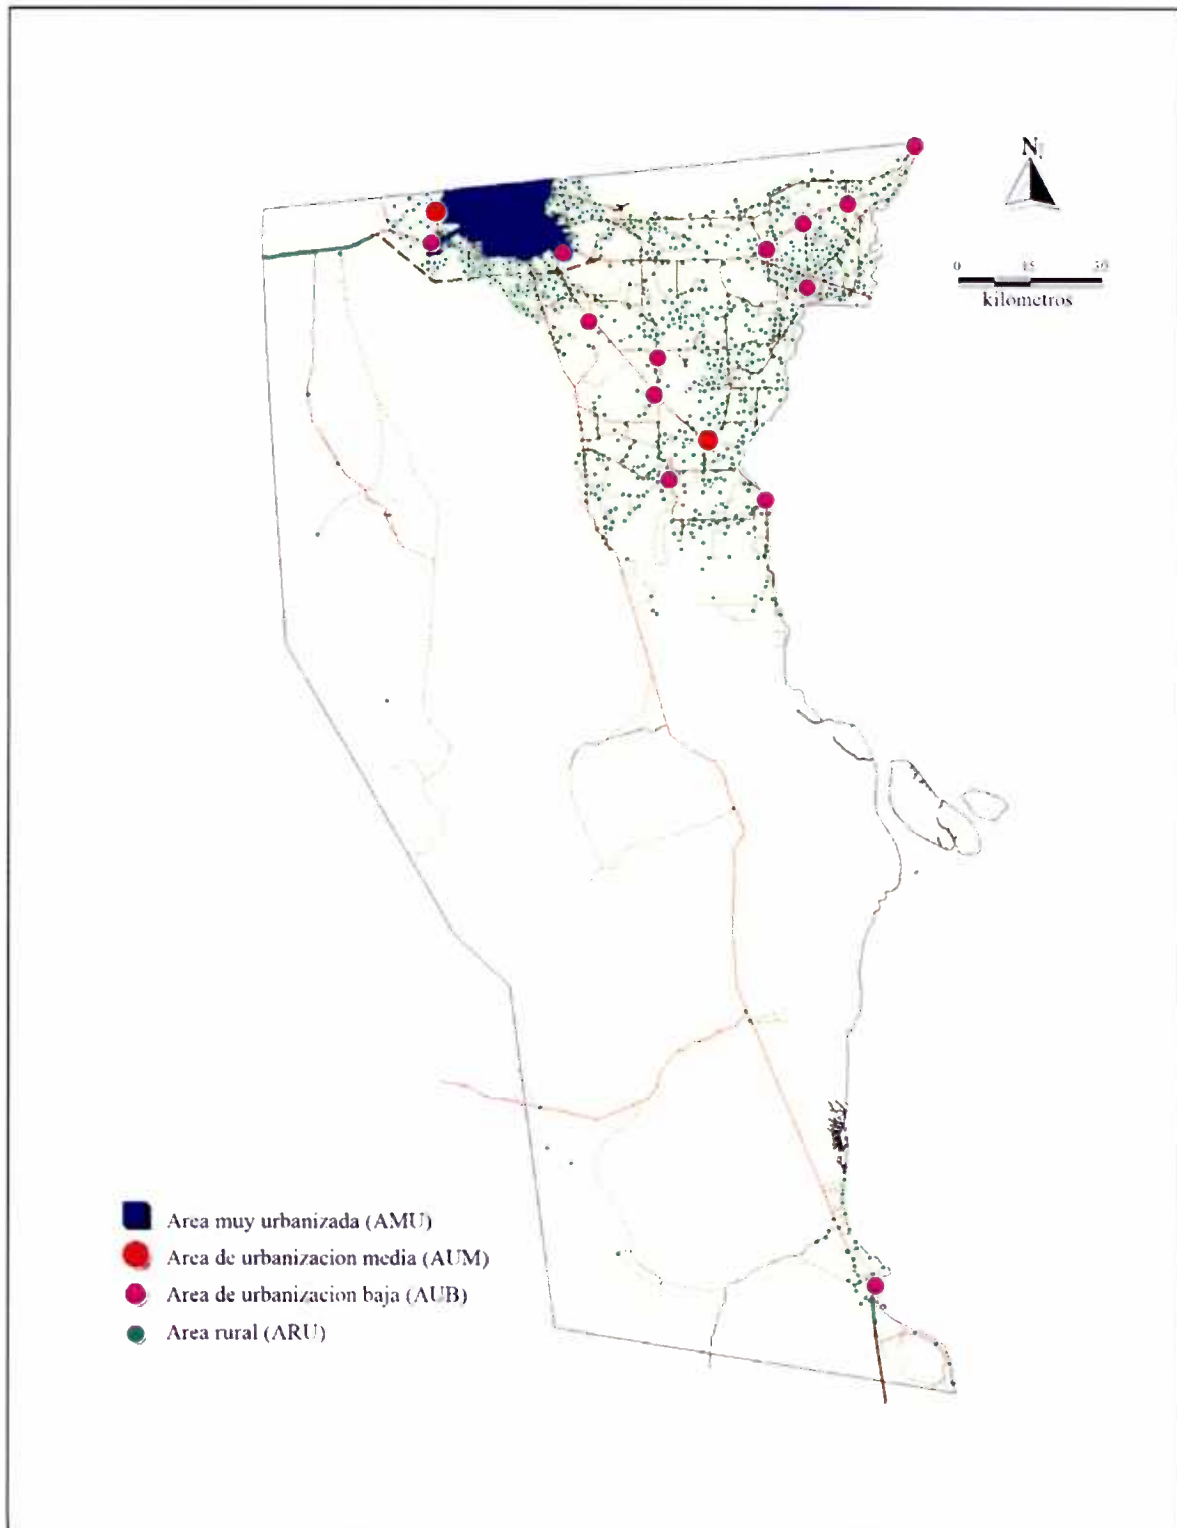 N
0 15 30
kilometros
Area muy urbanizada (AMU)
Area de urbanizacion media (AUM)
Area de urbanizacion baja (AUB)
Area rural (ARU)